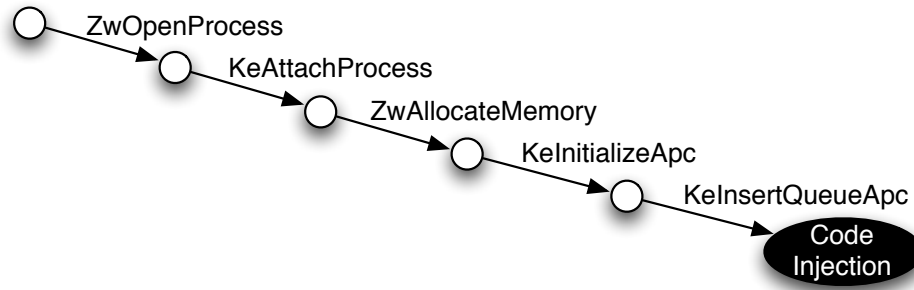 ZwOpenProcess
KeAttachProcess
ZwAllocateMemory
KeInitializeApc
KeInsertQueueApc
Code
Injection